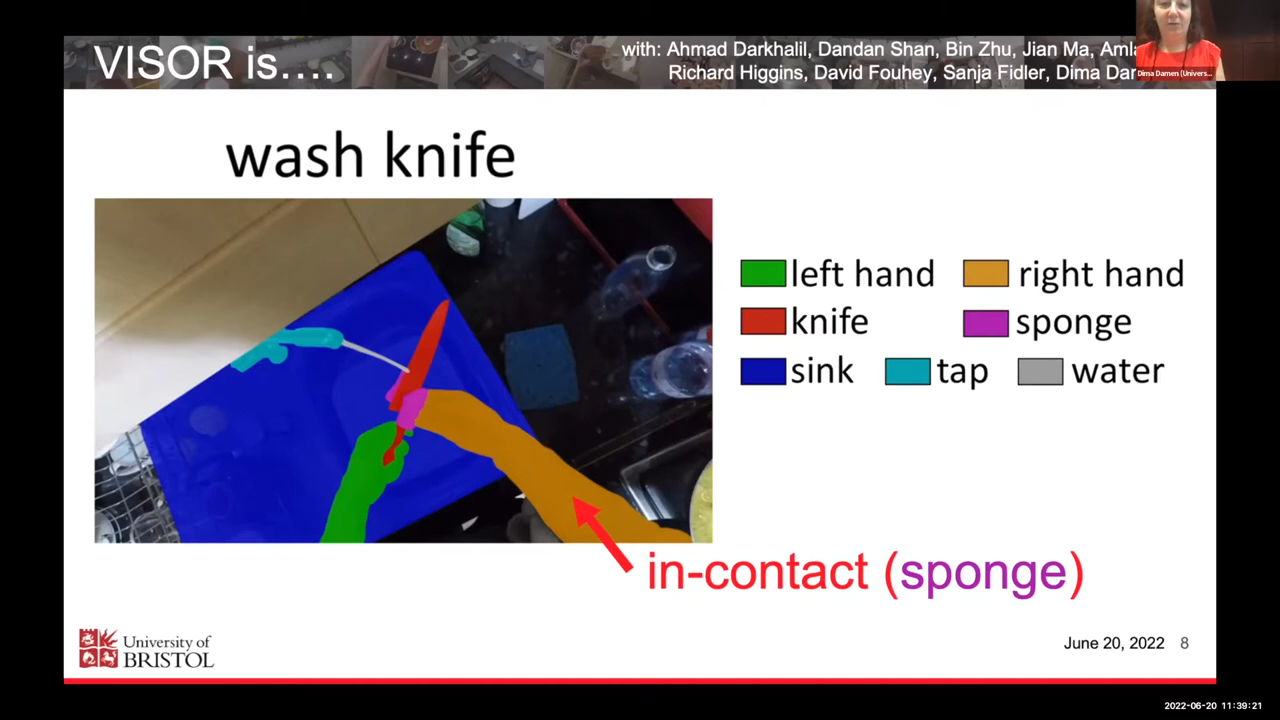 VISOR is....
with: Ahmad Darkhalil, Dandan Shan, Bin Zhu, Jian Ma,
Richard Higgins, David Fouhey, Sanja Fidler, Dima
Dima Damen (Univers...
wash knife
left hand
right hand
knife
sponge
sink
tap
water
in-contact (sponge)
University of
BRISTOL
June 20, 2022 8
2022-06-20 11:39:21